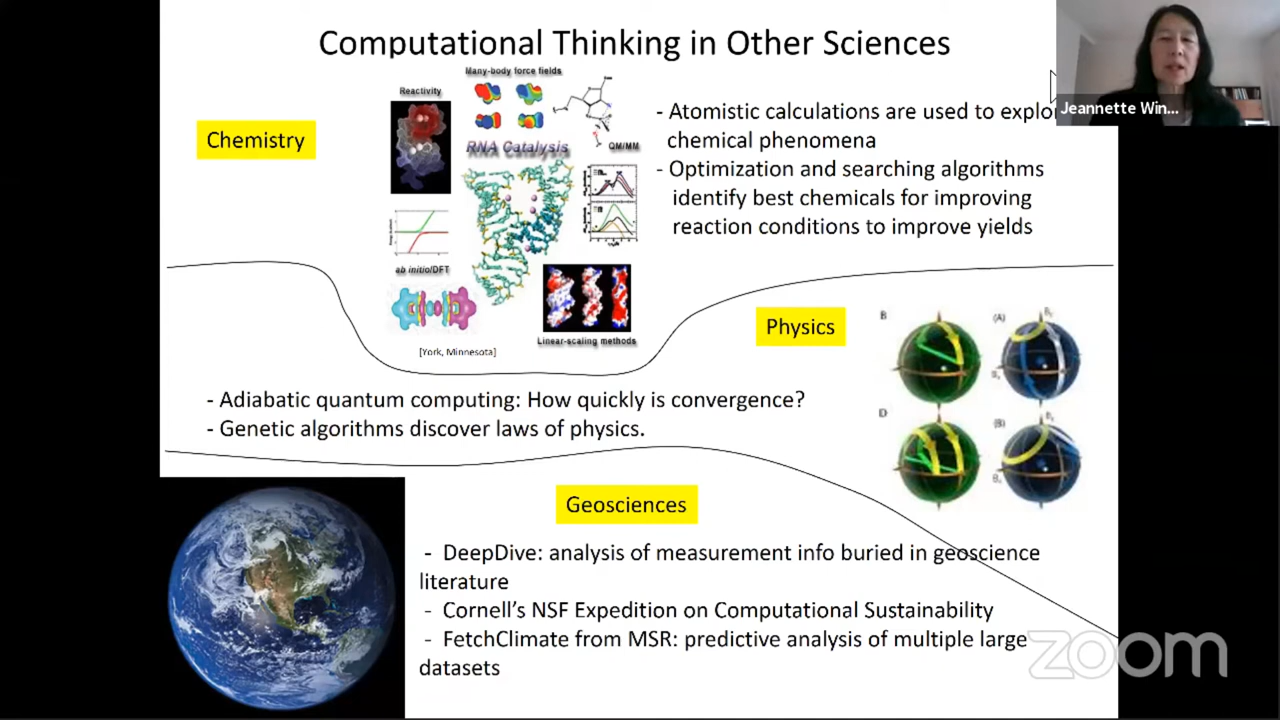 Computational Thinking in Other Sciences
Jeannette Win...
Chemistry
Many-body force fields
Reactivity
RNA Catalysis
QM/MM
ab initio/DFT
Linear-scaling methods
[York, Minnesota]
- Atomistic calculations are used to explo
chemical phenomena
- Optimization and searching algorithms
identify best chemicals for improving
reaction conditions to improve yields
Physics
B
(A)
D
(B)
- Adiabatic quantum computing: How quickly is convergence?
- Genetic algorithms discover laws of physics.
Geosciences
- DeepDive: analysis of measurement info buried in geoscience
literature
- Cornell's NSF Expedition on Computational Sustainability
- FetchClimate from MSR: predictive analysis of multiple large
datasets
zoom